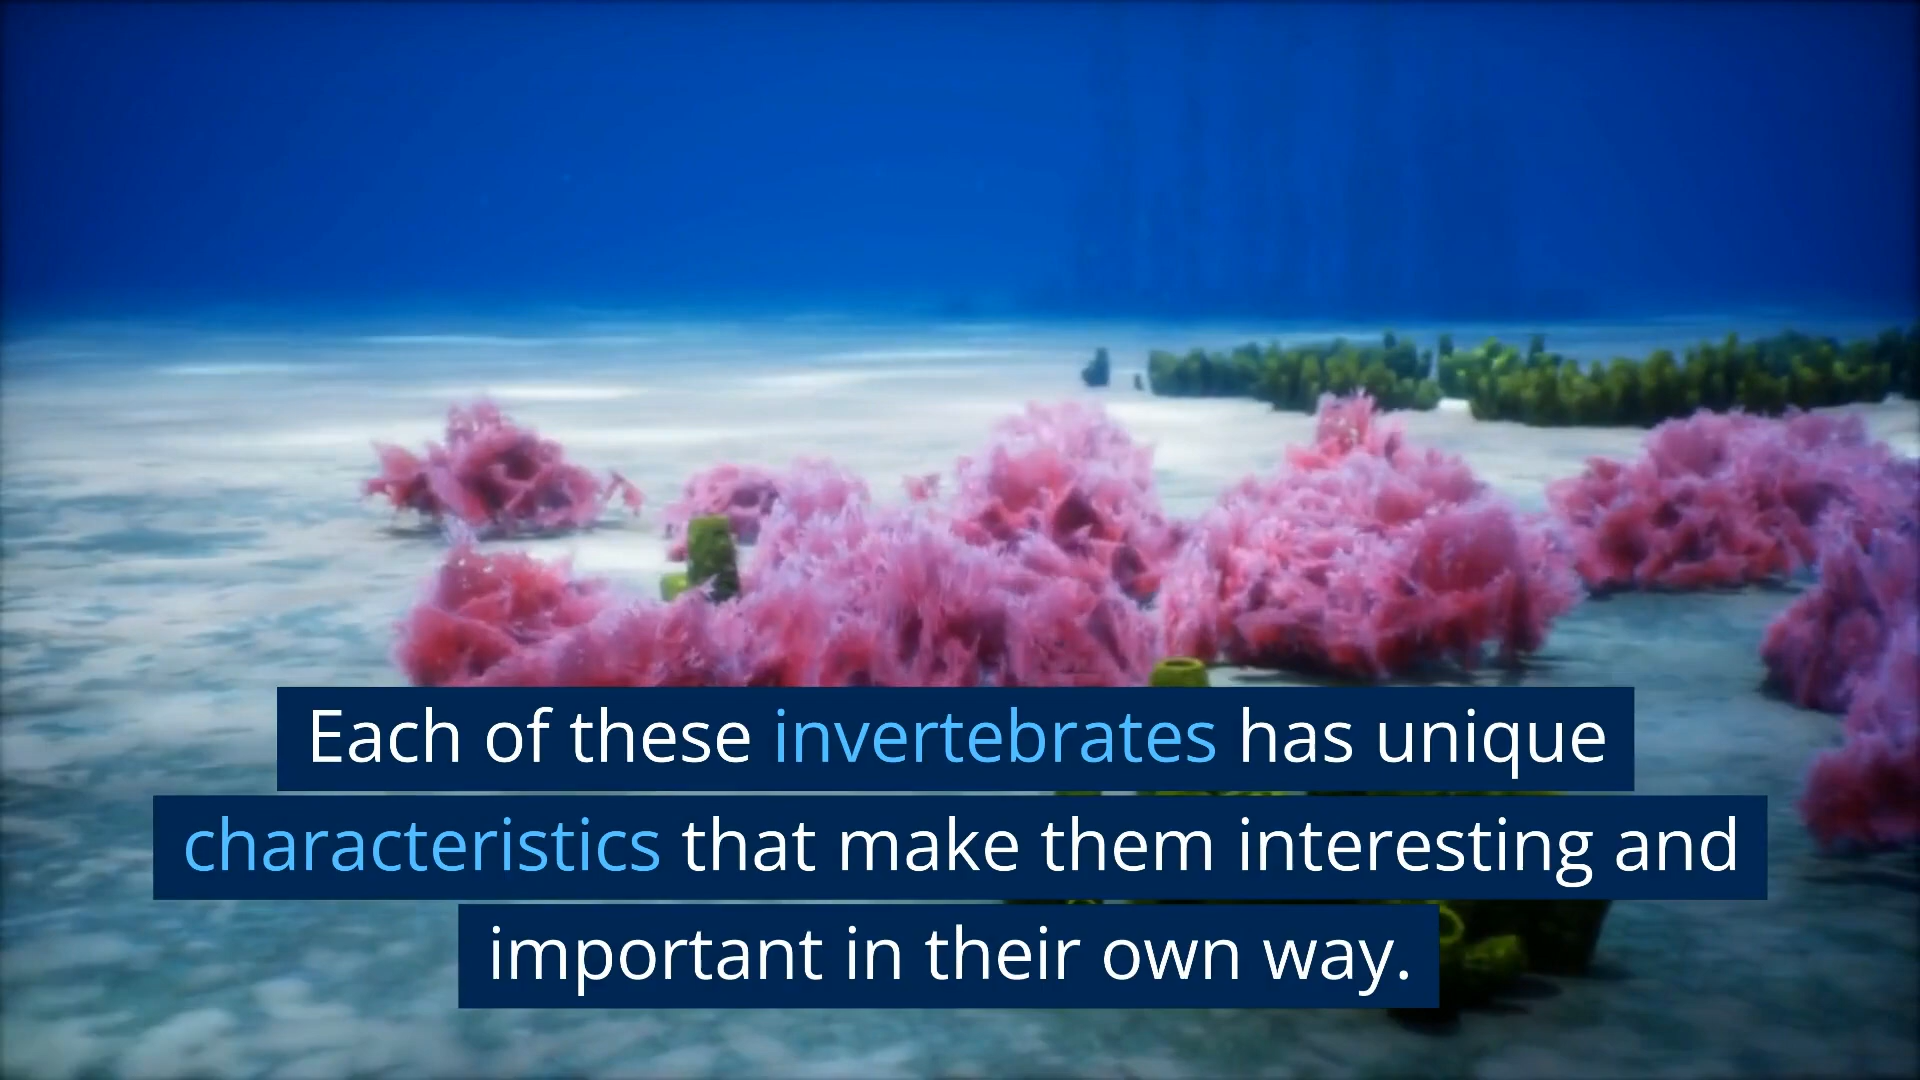 Each of these invertebrates has unique
characteristics that make them interesting and
important in their own way.